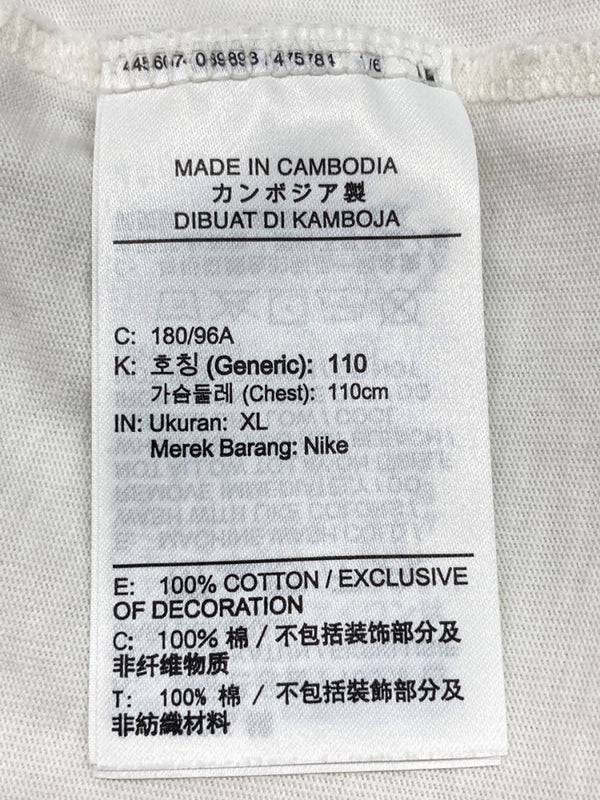 MADE IN CAMBODIA
カンボジア製
DIBUAT DI KAMBOJA
C: 180/96A
K: 호칭 (Generic): 110
가슴둘레 (Chest): 110cm
IN: Ukuran: XL
Merek Barang: Nike
E: 100% COTTON / EXCLUSIVE
OF DECORATION
C: 100% 棉 / 不包括装饰部分及
非纤维物质
T: 100% 棉 / 不包括裝飾部分及
非紡織材料